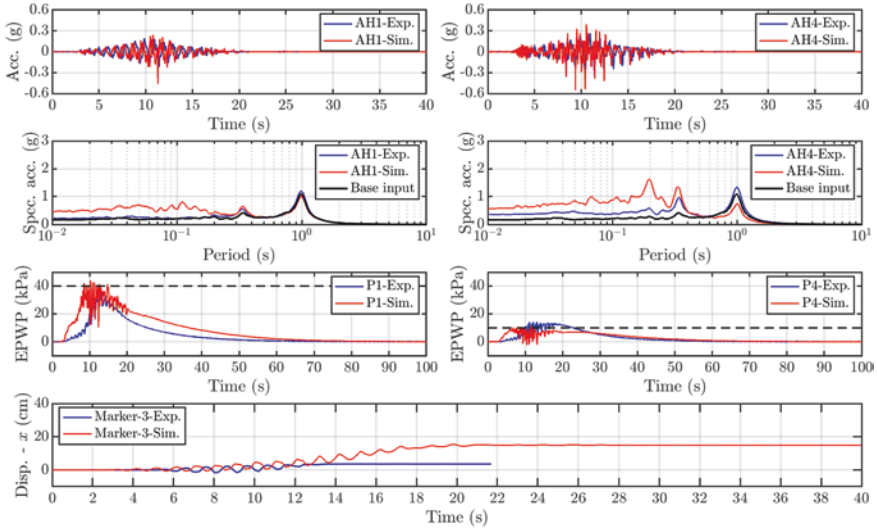 Acc. (g)
0.6
0.3
0
-0.3
-0.6
AH1-Exp.
AH1-Sim.
0 5 10 15 20 25 30 35 40
Time (s)
Acc. (g)
0.6
0.3
0
-0.3
-0.6
AH4-Exp.
AH4-Sim.
0 5 10 15 20 25 30 35 40
Time (s)
Spec. acc. (g)
3
2
1
0
AH1-Exp.
AH1-Sim.
Base input
10-2 10-1 100 101
Period (s)
Spec. acc. (g)
3
2
1
0
AH4-Exp.
AH4-Sim.
Base input
10-2 10-1 100 101
Period (s)
EPWP (kPa)
40
20
0
P1-Exp.
P1-Sim.
0 10 20 30 40 50 60 70 80 90 100
Time (s)
EPWP (kPa)
40
20
0
P4-Exp.
P4-Sim.
0 10 20 30 40 50 60 70 80 90 100
Time (s)
Disp. - x (cm)
40
20
0
Marker-3-Exp.
Marker-3-Sim.
0 2 4 6 8 10 12 14 16 18 20 22 24 26 28 30 32 34 36 38 40
Time (s)